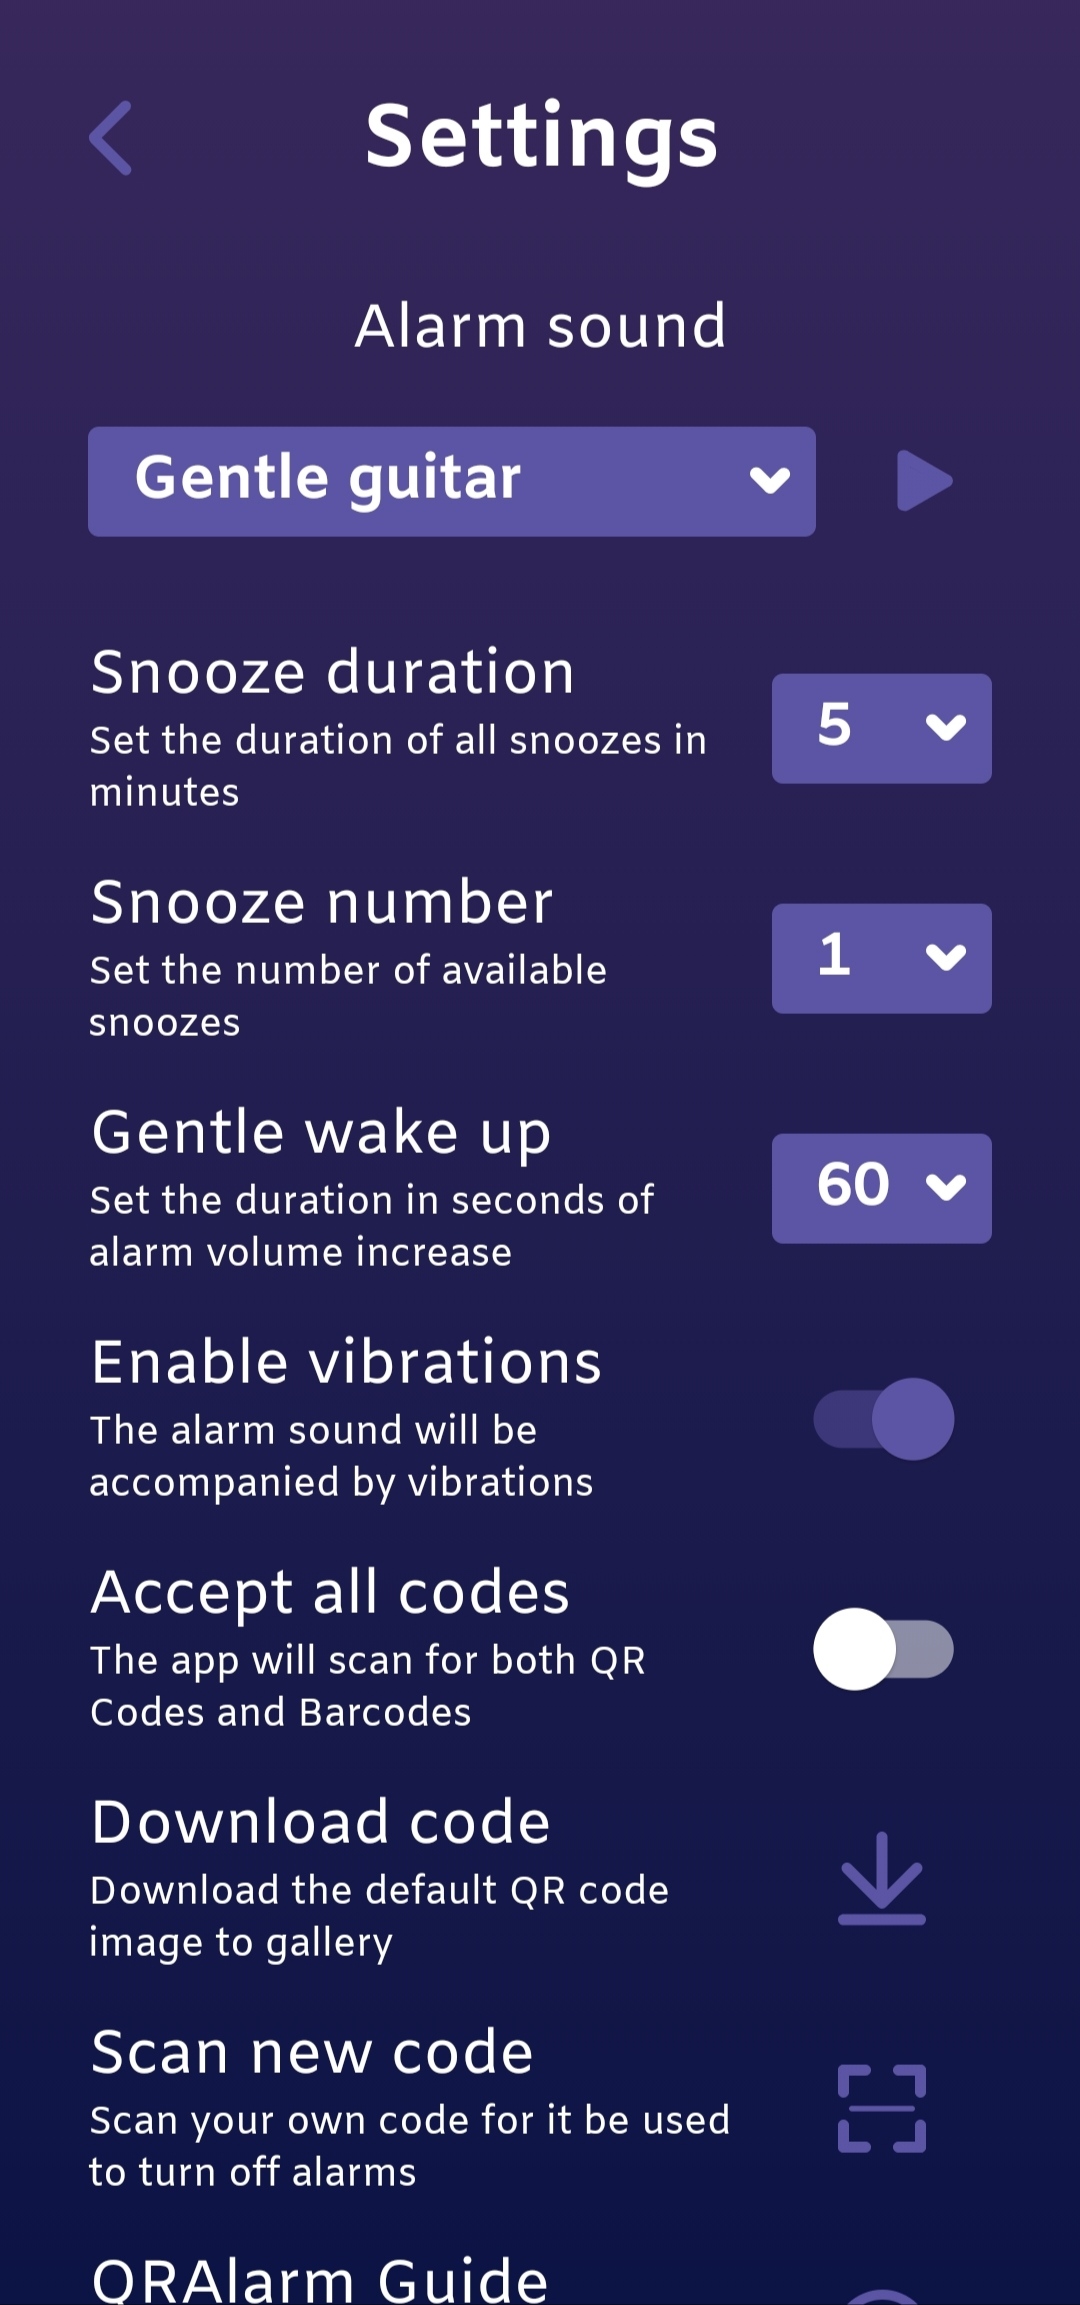 Settings
Alarm sound
Gentle guitar
Snooze duration
Set the duration of all snoozes in
minutes
5
Snooze number
Set the number of available
snoozes
1
Gentle wake up
Set the duration in seconds of
alarm volume increase
60
Enable vibrations
The alarm sound will be
accompanied by vibrations
Accept all codes
The app will scan for both QR
Codes and Barcodes
Download code
Download the default QR code
image to gallery
Scan new code
Scan your own code for it be used
to turn off alarms
QRAlarm Guide